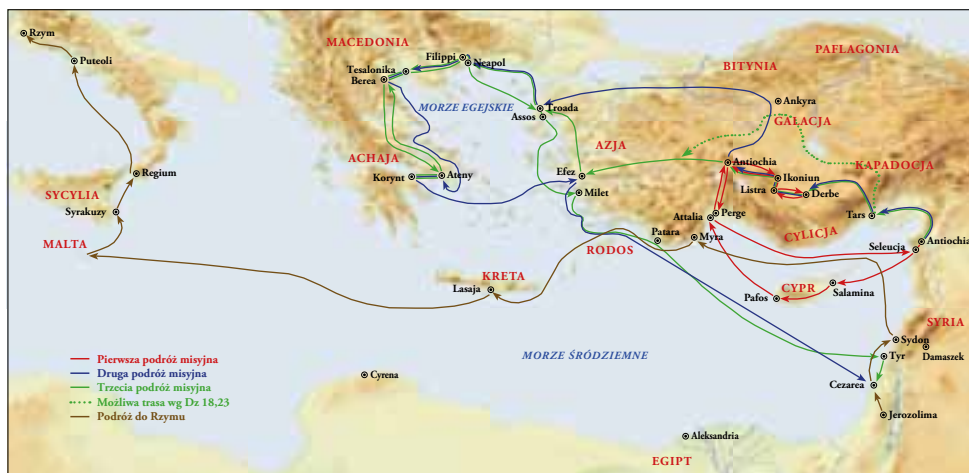 Rzym
Puteoli
MACEDONIA
Filippi
Neapol
Tesalonika
Berea
MORZE EGEJSKIE
Troada
Assos
BITYNIA
PAFLAGONIA
Ankyra
GALACJA
AZJA
KAPADOCJA
ACHAJA
Korynt
Ateny
Efez
Milet
Antiochia
Ikoniun
Listra
Derbe
Regium
SYCYLIA
Syrakuzy
MALTA
Attalia
Perge
Patara
Myra
Tars
CYLICJA
Antiochia
Seleucja
RODOS
KRETA
Lasaja
CYPR
Pafos
Salamina
SYRIA
Sydon
Damaszek
Tyr
MORZE ŚRÓDZIEMNE
Cyrena
Cezarea
Jerozolima
Aleksandria
EGIPT
Pierwsza podróż misyjna
Druga podróż misyjna
Trzecia podróż misyjna
Możliwa trasa wg Dz 18,23
Podróż do Rzymu